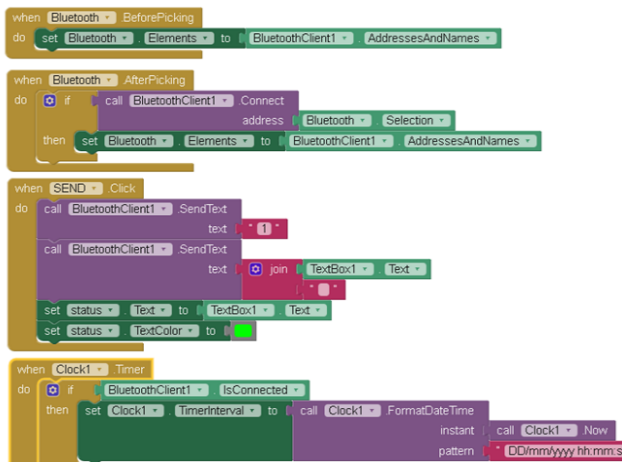 when Bluetooth .BeforePicking
do set Bluetooth . Elements to BluetoothClient1 . AddressesAndNames
when Bluetooth .AfterPicking
do if call BluetoothClient1 .Connect
address Bluetooth . Selection
then set Bluetooth . Elements to BluetoothClient1 . AddressesAndNames
when SEND .Click
do call BluetoothClient1 .SendText
text " 1 "
call BluetoothClient1 .SendText
text join TextBox1 . Text
" "
set status . Text to TextBox1 . Text
set status . TextColor to
when Clock1 .Timer
do if BluetoothClient1 . IsConnected
then set Clock1 . TimerInterval to call Clock1 .FormatDateTime
instant call Clock1 .Now
pattern " DD/mm/yyyy hh:mm:s